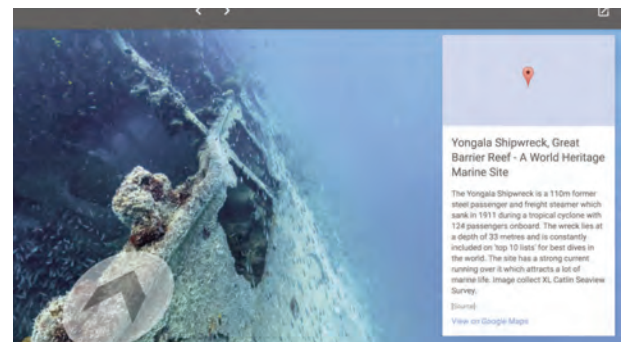 Yongala Shipwreck, Great
Barrier Reef - A World Heritage
Marine Site
The Yongala Shipwreck is a 110m former
steel passenger and freight steamer which
sank in 1911 during a tropical cyclone with
124 passengers onboard. The wreck lies at
a depth of 33 metres and is constantly
included on 'top 10 lists' for best dives in
the world. The site has a strong current
running over it which attracts a lot of
marine life. Image collect XL Catlin Seaview
Survey.
[Source]
View on Google Maps